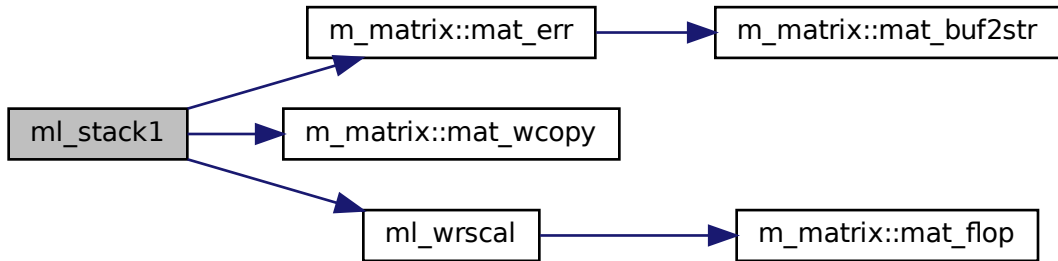 m_matrix::mat_err
m_matrix::mat_buf2str
ml_stack1
m_matrix::mat_wcopy
ml_wrscal
m_matrix::mat_flop